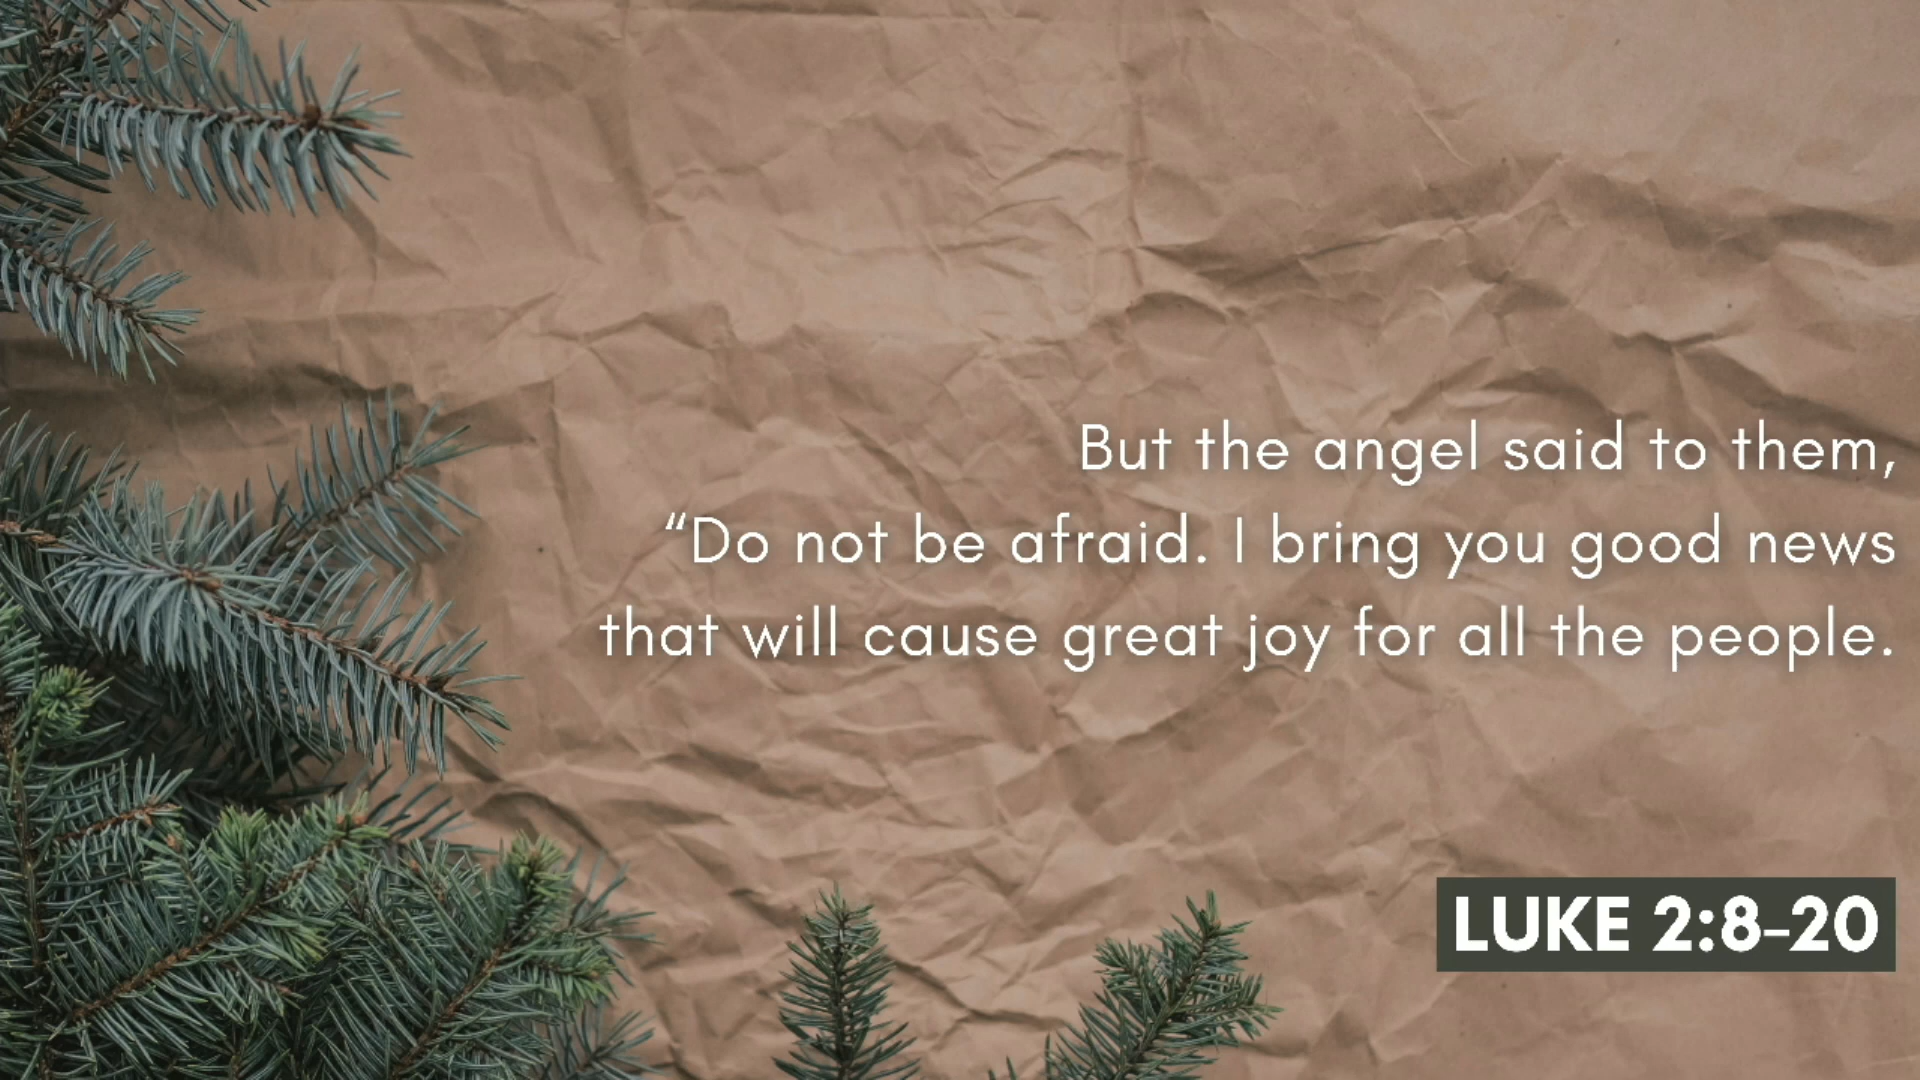 But the angel said to them,
“Do not be afraid. I bring you good news
that will cause great joy for all the people.
LUKE 2:8-20